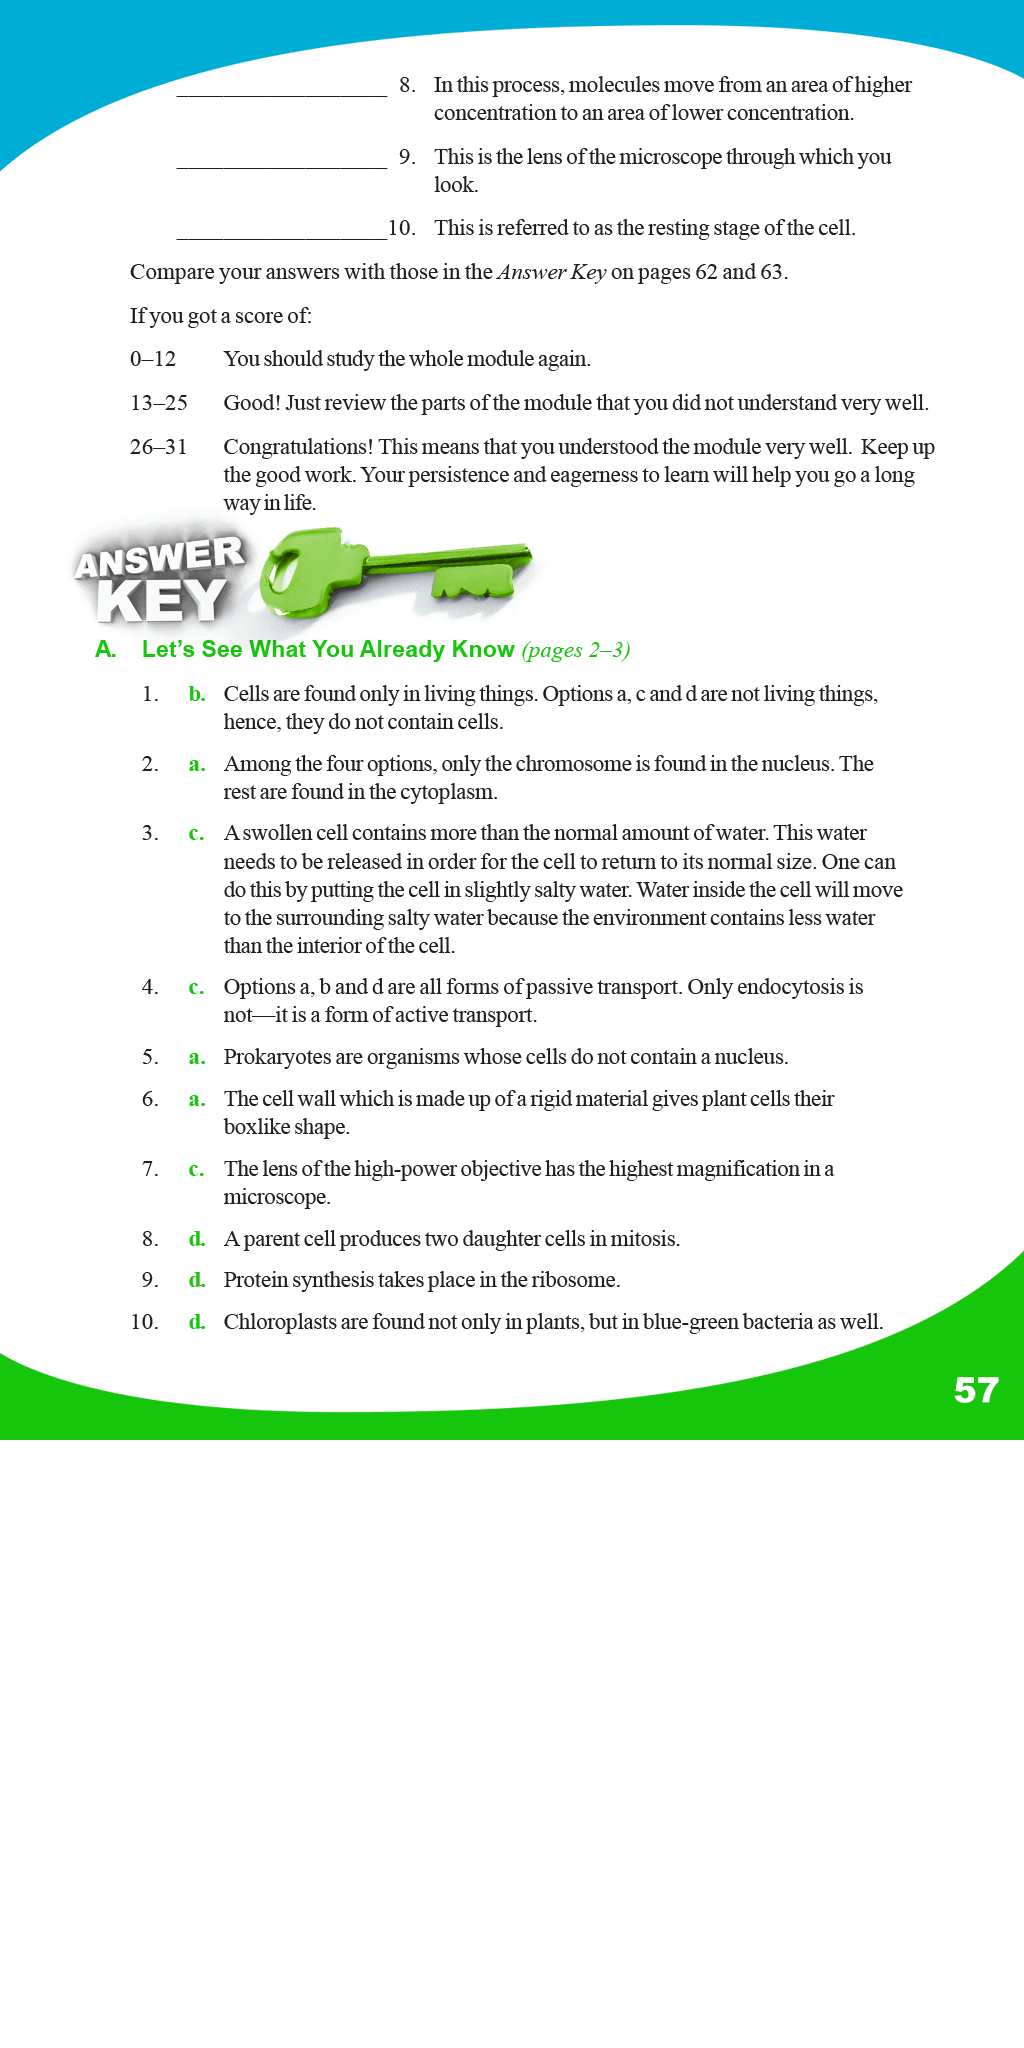 __________________ 8. In this process, molecules move from an area of higher
concentration to an area of lower concentration.
__________________ 9. This is the lens of the microscope through which you
look.
__________________10. This is referred to as the resting stage of the cell.
Compare your answers with those in the Answer Key on pages 62 and 63.
If you got a score of:
0–12 You should study the whole module again.
13–25 Good! Just review the parts of the module that you did not understand very well.
26–31 Congratulations! This means that you understood the module very well. Keep up
the good work. Your persistence and eagerness to learn will help you go a long
way in life.
ANSWER
KEY
A. Let's See What You Already Know (pages 2–3)
1. b. Cells are found only in living things. Options a, c and d are not living things,
hence, they do not contain cells.
2. a. Among the four options, only the chromosome is found in the nucleus. The
rest are found in the cytoplasm.
3. c. A swollen cell contains more than the normal amount of water. This water
needs to be released in order for the cell to return to its normal size. One can
do this by putting the cell in slightly salty water. Water inside the cell will move
to the surrounding salty water because the environment contains less water
than the interior of the cell.
4. c. Options a, b and d are all forms of passive transport. Only endocytosis is
not—it is a form of active transport.
5. a. Prokaryotes are organisms whose cells do not contain a nucleus.
6. a. The cell wall which is made up of a rigid material gives plant cells their
boxlike shape.
7. c. The lens of the high-power objective has the highest magnification in a
microscope.
8. d. A parent cell produces two daughter cells in mitosis.
9. d. Protein synthesis takes place in the ribosome.
10. d. Chloroplasts are found not only in plants, but in blue-green bacteria as well.
57